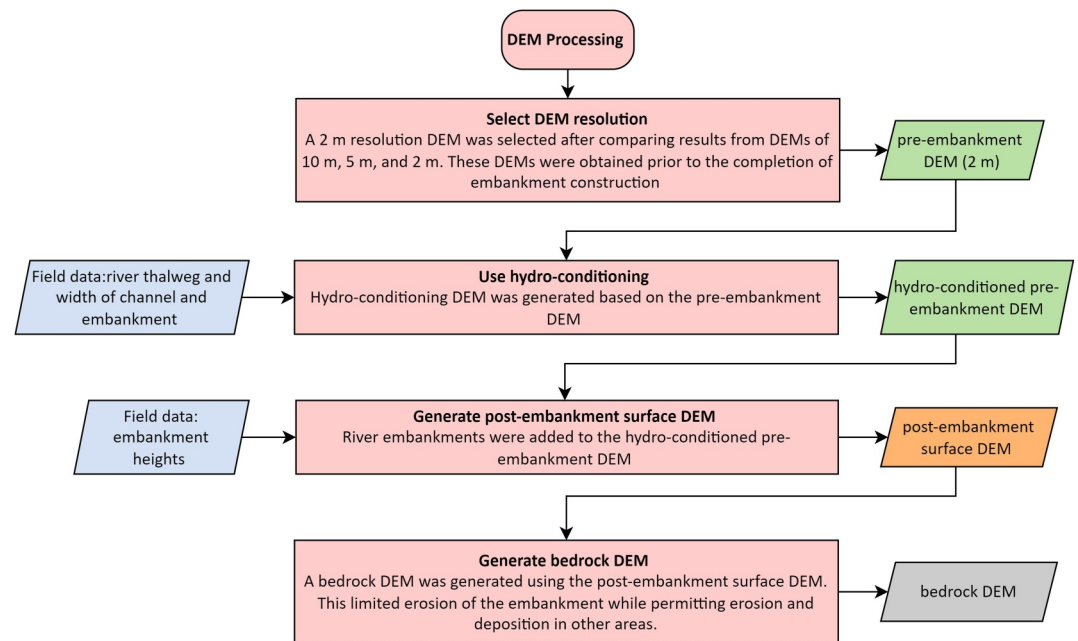 DEM Processing
Select DEM resolution
A 2 m resolution DEM was selected after comparing results from DEMs of
10 m, 5 m, and 2 m. These DEMs were obtained prior to the completion of
embankment construction
pre-embankment
DEM (2 m)
Field data:river thalweg and
width of channel and
embankment
Use hydro-conditioning
Hydro-conditioning DEM was generated based on the pre-embankment
DEM
hydro-conditioned pre-
embankment DEM
Field data:
embankment
heights
Generate post-embankment surface DEM
River embankments were added to the hydro-conditioned pre-
embankment DEM
post-embankment
surface DEM
Generate bedrock DEM
A bedrock DEM was generated using the post-embankment surface DEM.
This limited erosion of the embankment while permitting erosion and
deposition in other areas.
bedrock DEM